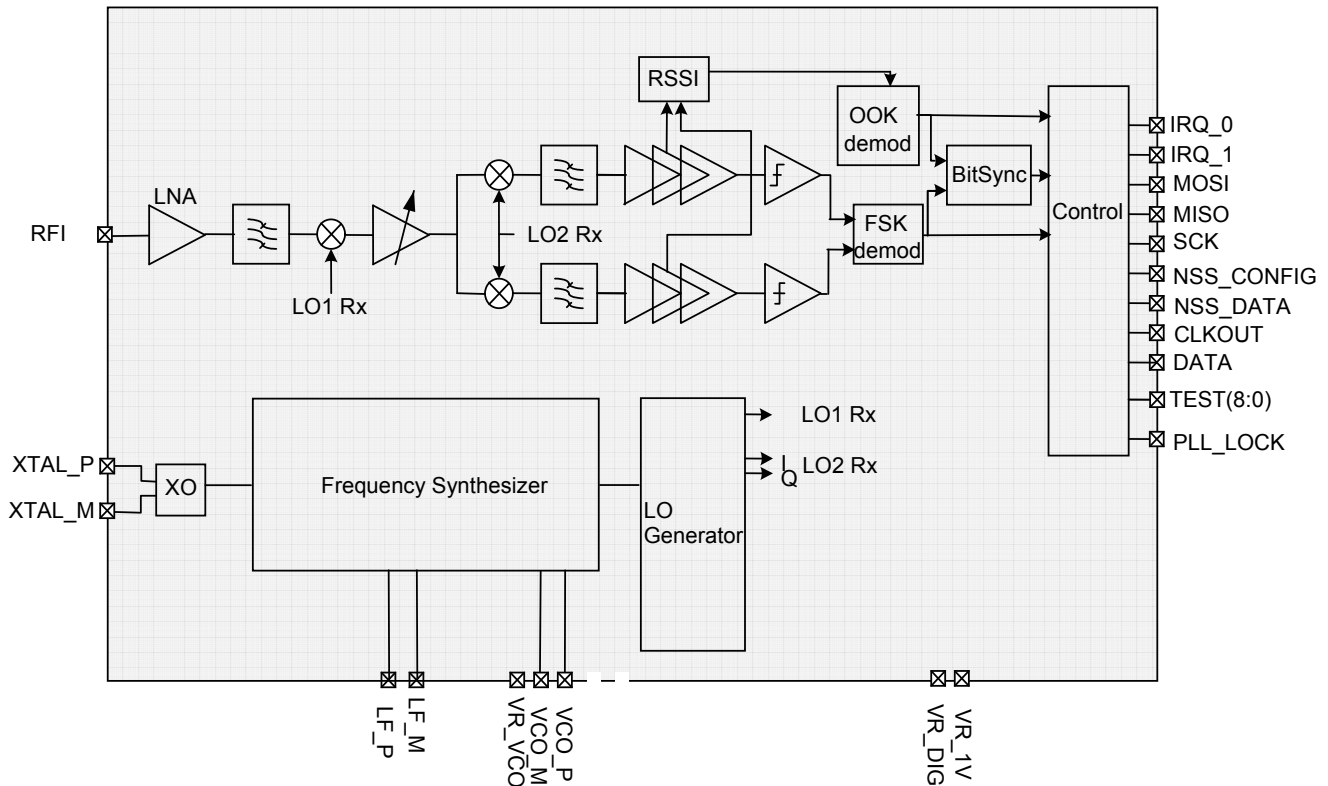 RSSI
OOK
demod
BitSync
Control
IRQ_0
IRQ_1
MOSI
MISO
SCK
NSS_CONFIG
NSS_DATA
CLKOUT
DATA
TEST(8:0)
PLL_LOCK
LNA
RFI
LO1 Rx
LO2 Rx
FSK
demod
XTAL_P
XTAL_M
XO
Frequency Synthesizer
LO
Generator
LO1 Rx
I
Q
LO2 Rx
LF_P
LF_M
VR_VCO
VCO_M
VCO_P
VR_DIG
VR_1V